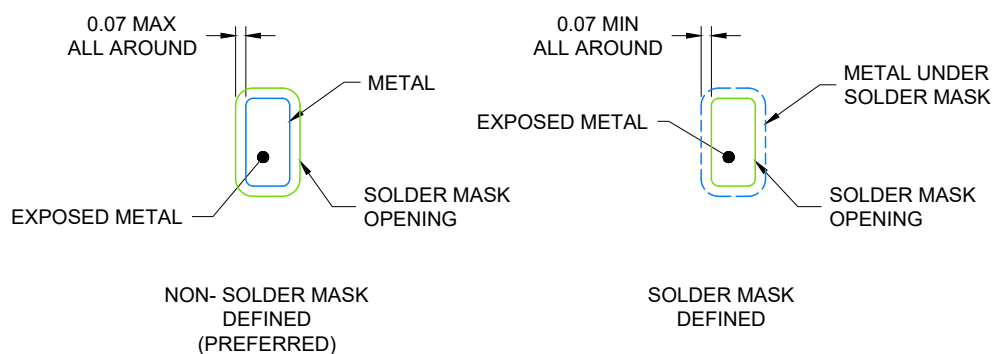 0.07 MAX
ALL AROUND
METAL
EXPOSED METAL
SOLDER MASK
OPENING
NON- SOLDER MASK
DEFINED
(PREFERRED)
0.07 MIN
ALL AROUND
METAL UNDER
SOLDER MASK
EXPOSED METAL
SOLDER MASK
OPENING
SOLDER MASK
DEFINED